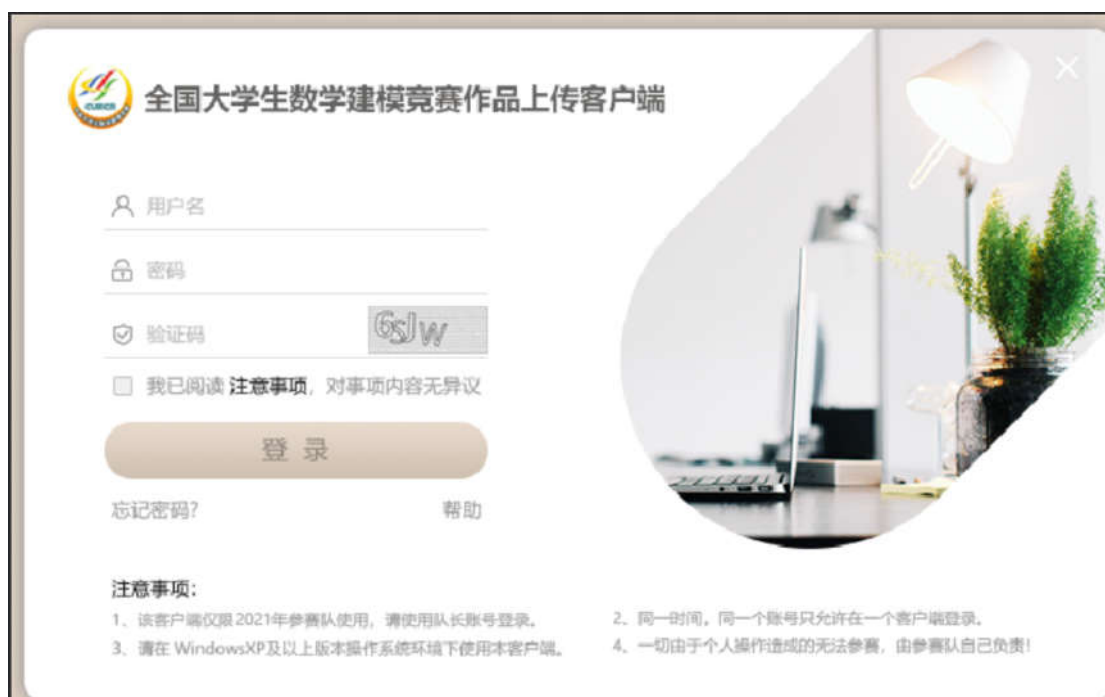 全国大学生数学建模竞赛作品上传客户端
用户名
密码
验证码
6sJw
我已阅读 注意事项，对事项内容无异议
登 录
忘记密码?
帮助
注意事项：
1、该客户端仅限2021年参赛队使用，请使用队长账号登录。
2、同一时间，同一个账号只允许在一个客户端登录。
3、请在 WindowsXP及以上版本操作系统环境下使用本客户端。
4、一切由于个人操作造成的无法参赛，由参赛队自己负责!